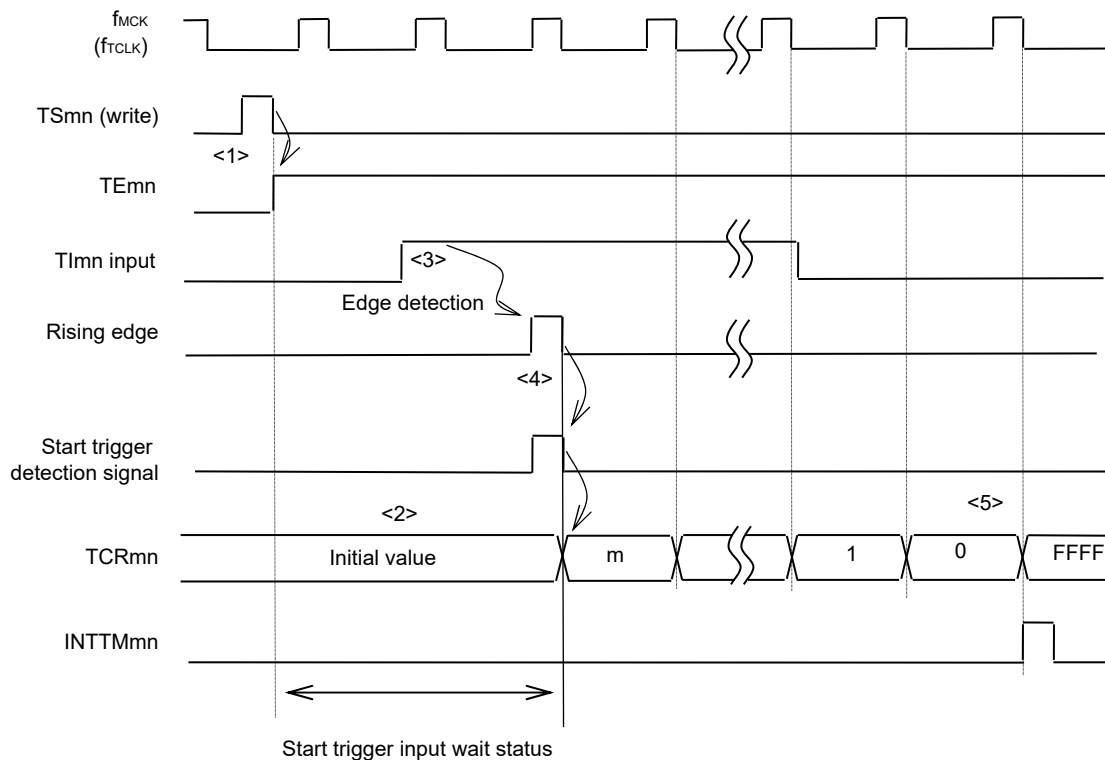 fMCK
(fTCLK)
TSmn (write)
<1>
TEmn
TImn input
<3>
Edge detection
Rising edge
<4>
Start trigger
detection signal
<2>
<5>
TCRmn
Initial value
m
1
0
FFFF
INTTMmn
Start trigger input wait status